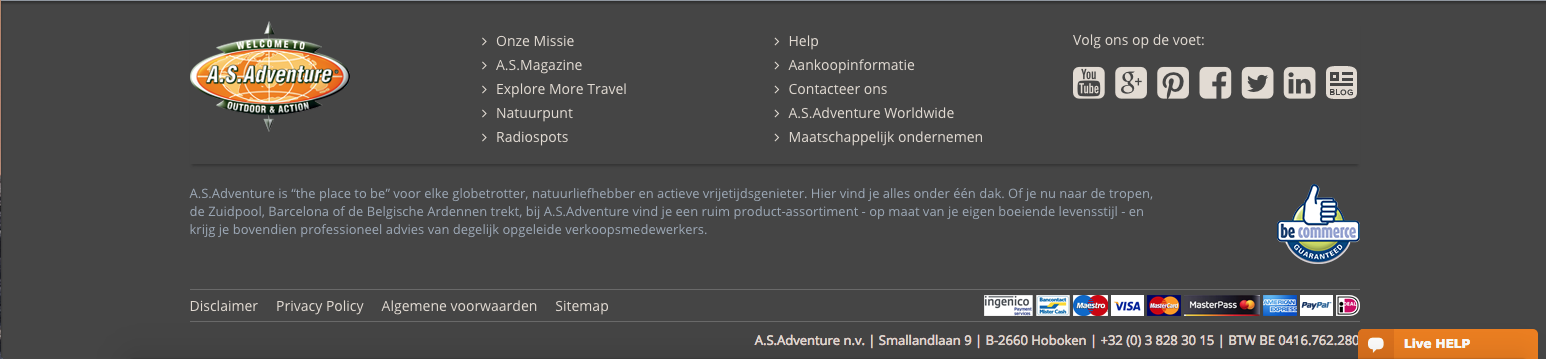 WELCOME TO
A.S.Adventure
OUTDOOR & ACTION
Onze Missie
A.S.Magazine
Explore More Travel
Natuurpunt
Radiospots
Help
Aankoopinformatie
Contacteer ons
A.S.Adventure Worldwide
Maatschappelijk ondernemen
Volg ons op de voet:
You Tube g+ f in BLOG
A.S.Adventure is “the place to be” voor elke globetrotter, natuurliefhebber en actieve vrijetijdsgenieter. Hier vind je alles onder één dak. Of je nu naar de tropen,
de Zuidpool, Barcelona of de Belgische Ardennen trekt, bij A.S.Adventure vind je een ruim product-assortiment - op maat van je eigen boeiende levensstijl - en
krijg je bovendien professioneel advies van degelijk opgeleide verkoopsmedewerkers.
be commerce
GUARANTEED
Disclaimer Privacy Policy Algemene voorwaarden Sitemap
ingenico Payment services Bancontact Mister Cash Maestro VISA MasterCard MasterPass MasterCard AMERICAN EXPRESS PayPal iDEAL
A.S.Adventure n.v. | Smallandlaan 9 | B-2660 Hoboken | +32 (0) 3 828 30 15 | BTW BE 0416.762.280
Live HELP